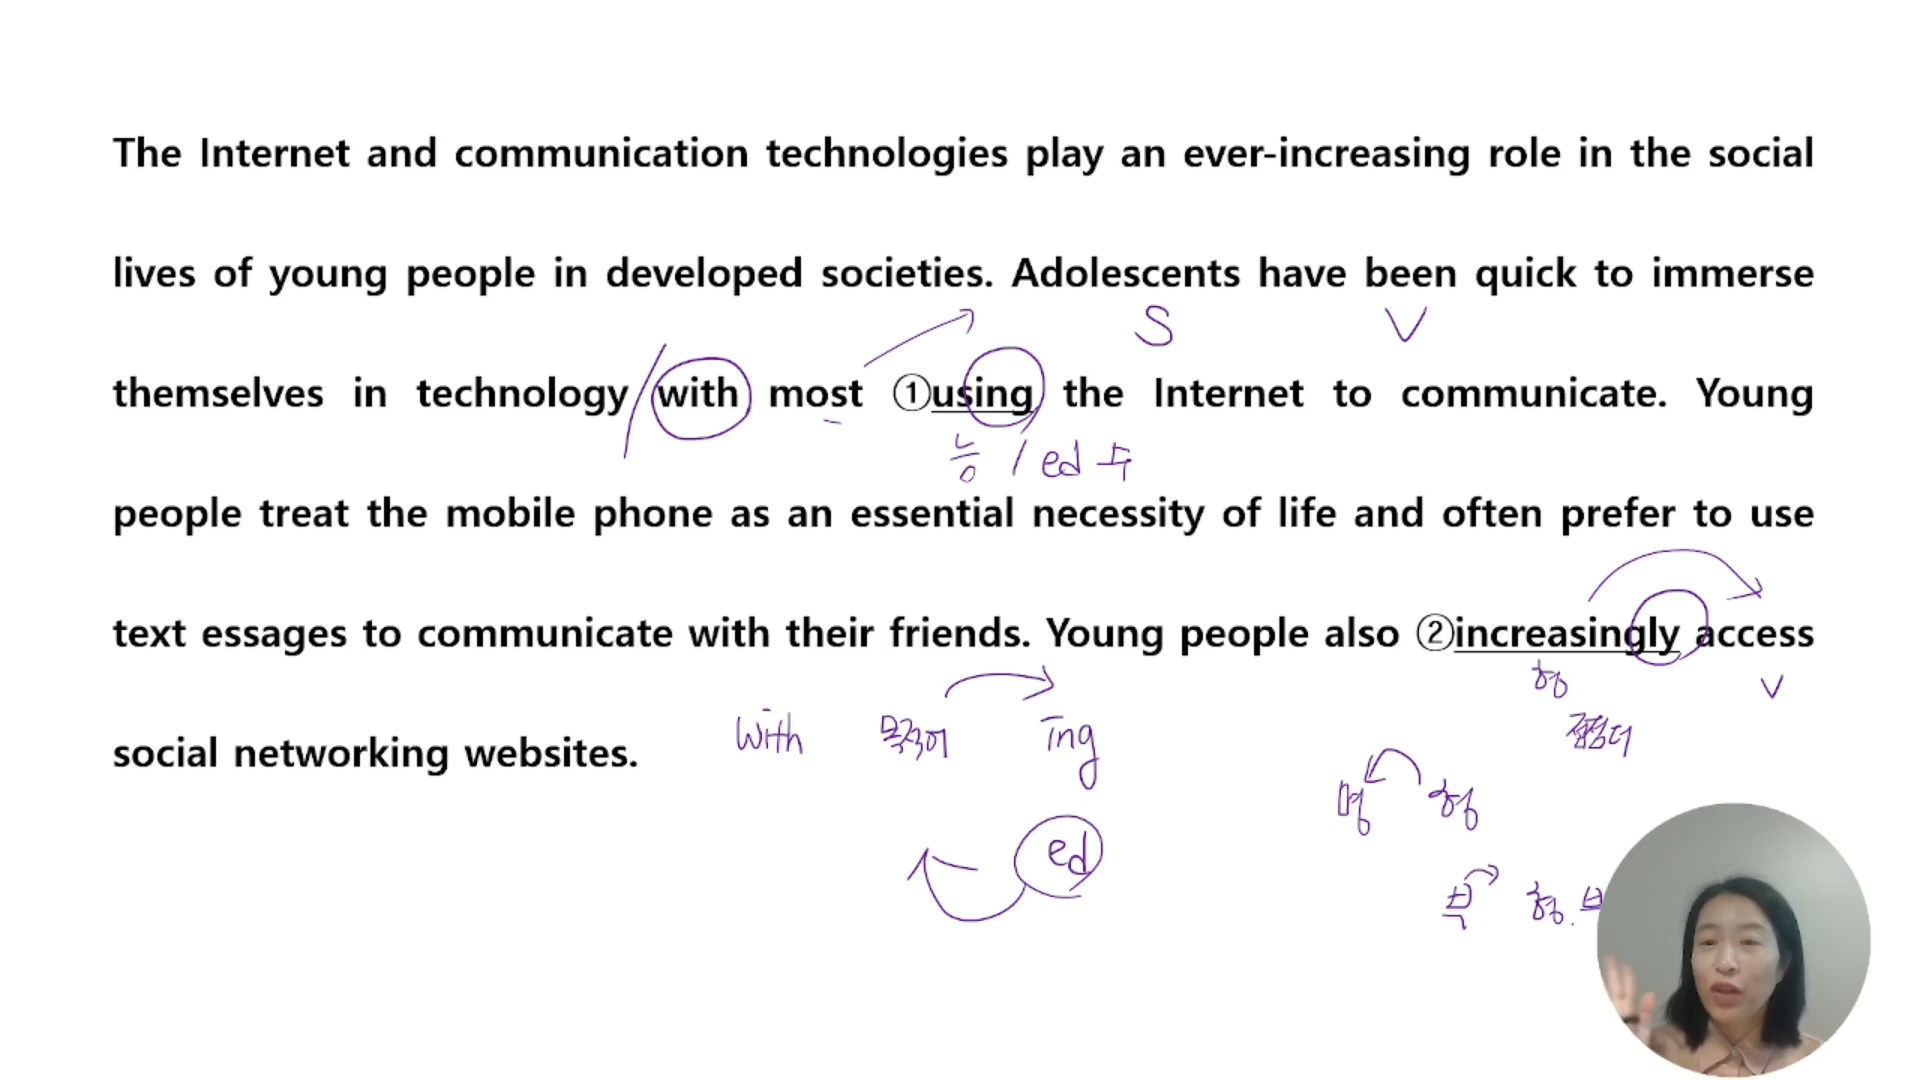 The Internet and communication technologies play an ever-increasing role in the social
lives of young people in developed societies. Adolescents have been quick to immerse
S V
themselves in technology / with most ①using the Internet to communicate. Young
능 / ed 수
people treat the mobile phone as an essential necessity of life and often prefer to use
text essages to communicate with their friends. Young people also ②increasingly access
형 V
social networking websites. with 목적어 ing
명 형
ed
부 형.